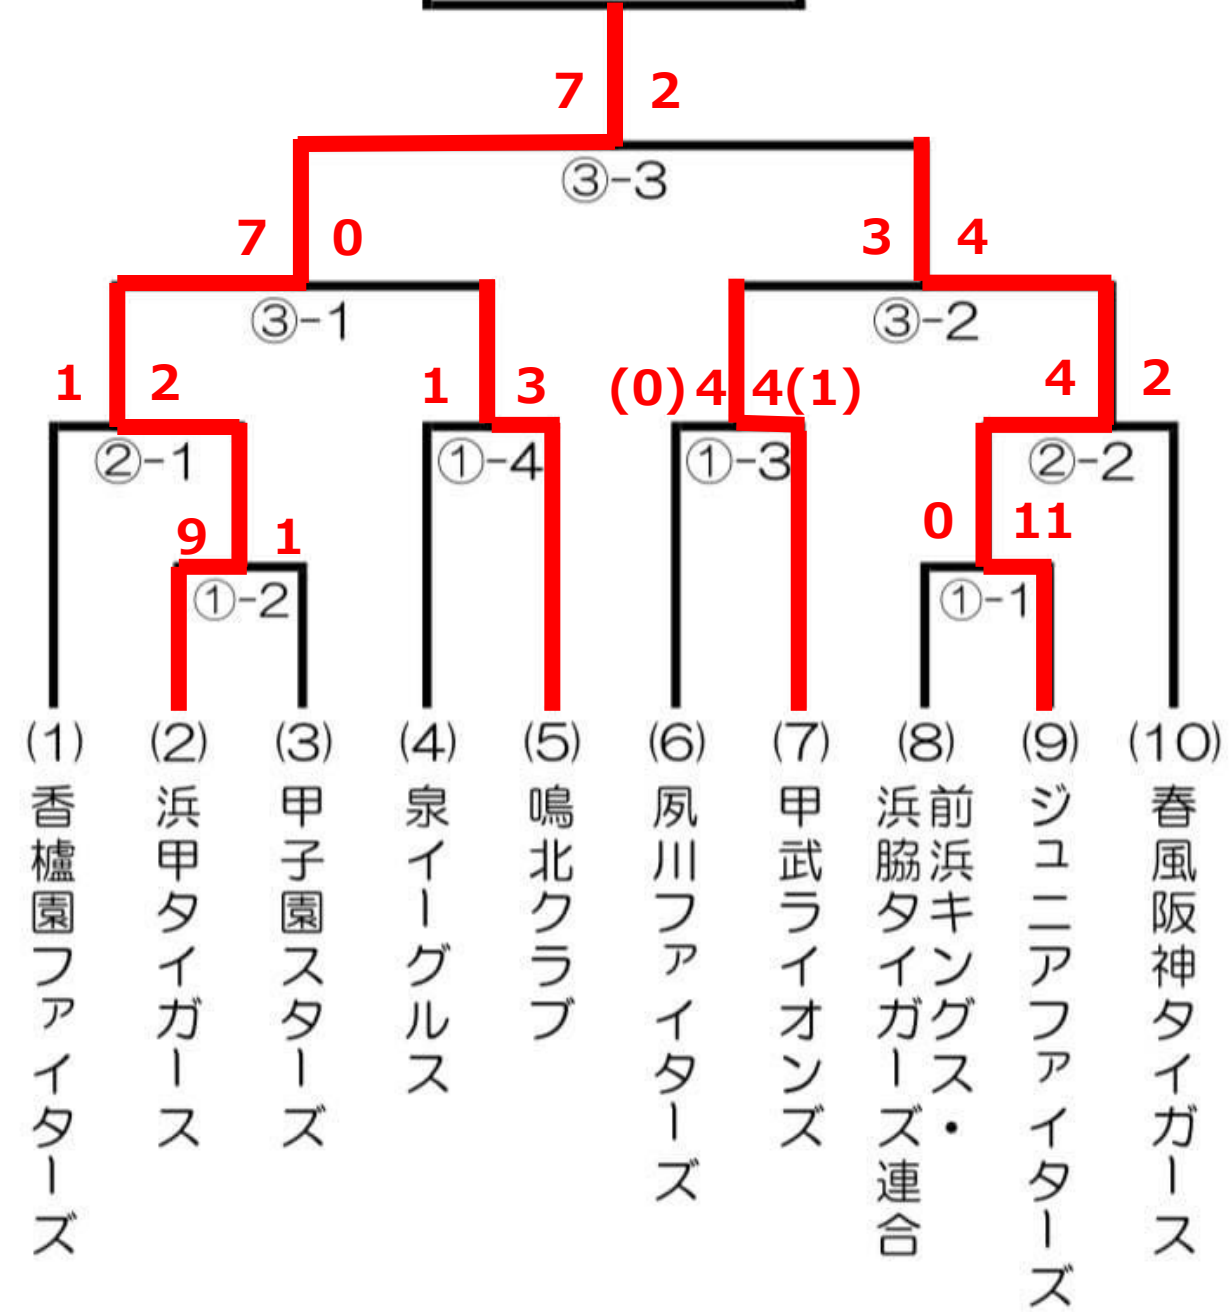 7 2
③-3
7 0 3 4
③-1 ③-2
1 2 1 3 (0)4 4(1) 4 2
②-1 ①-4 ①-3 ②-2
9 1 0 11
①-2 ①-1
(1) (2) (3) (4) (5) (6) (7) (8) (9) (10)
香櫨園ファイターズ
浜甲タイガース
甲子園スターズ
泉イーグルス
鳴北クラブ
夙川ファイターズ
甲武ライオンズ
前浜キングス・
浜脇タイガーズ連合
ジュニアファイターズ
春風阪神タイガース